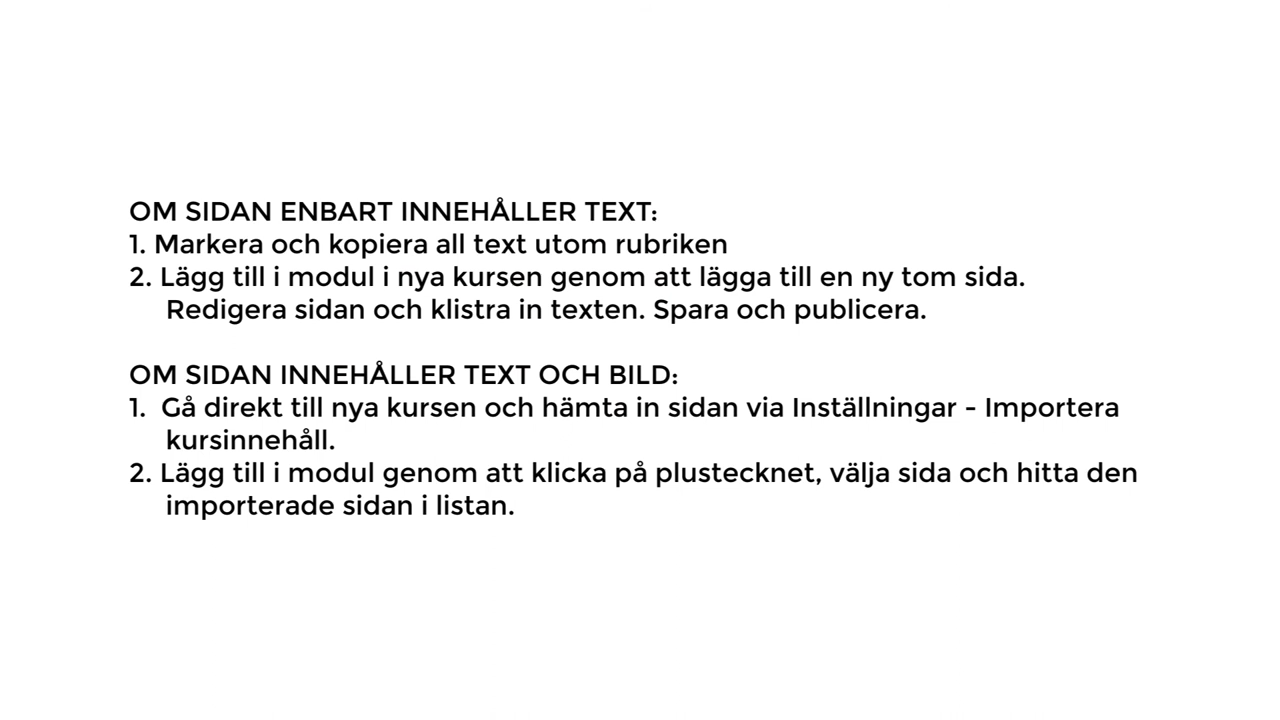 OM SIDAN ENBART INNEHÅLLER TEXT:
1. Markera och kopiera all text utom rubriken
2. Lägg till i modul i nya kursen genom att lägga till en ny tom sida.
Redigera sidan och klistra in texten. Spara och publicera.
OM SIDAN INNEHÅLLER TEXT OCH BILD:
1. Gå direkt till nya kursen och hämta in sidan via Inställningar - Importera
kursinnehåll.
2. Lägg till i modul genom att klicka på plustecknet, välja sida och hitta den
importerade sidan i listan.